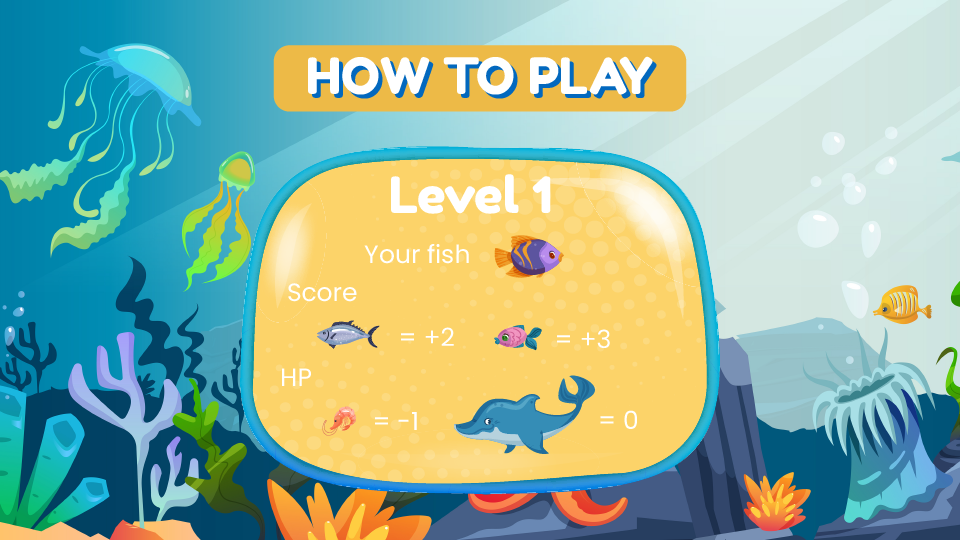 HOW TO PLAY
Level 1
Your fish
Score
= +2 = +3
HP
= -1 = 0